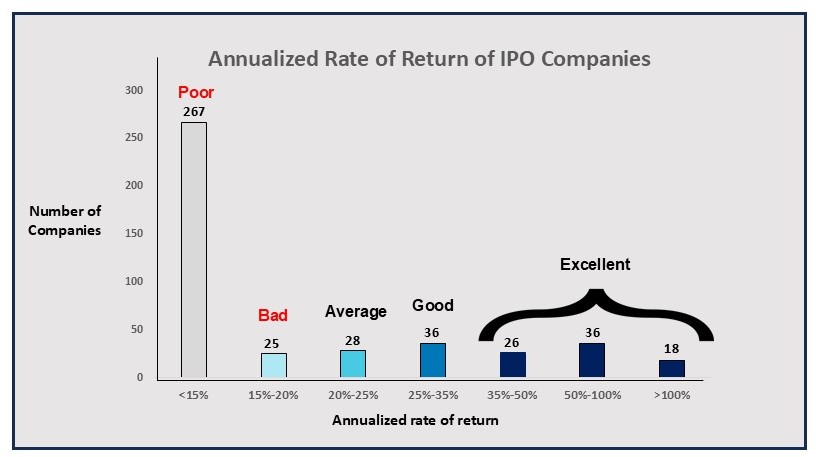 Annualized Rate of Return of IPO Companies
300
250
200
150
100
50
0
Number of
Companies
Poor
267
Bad
25
Average
28
Good
36
Excellent
26
36
18
<15%
15%-20%
20%-25%
25%-35%
35%-50%
50%-100%
>100%
Annualized rate of return